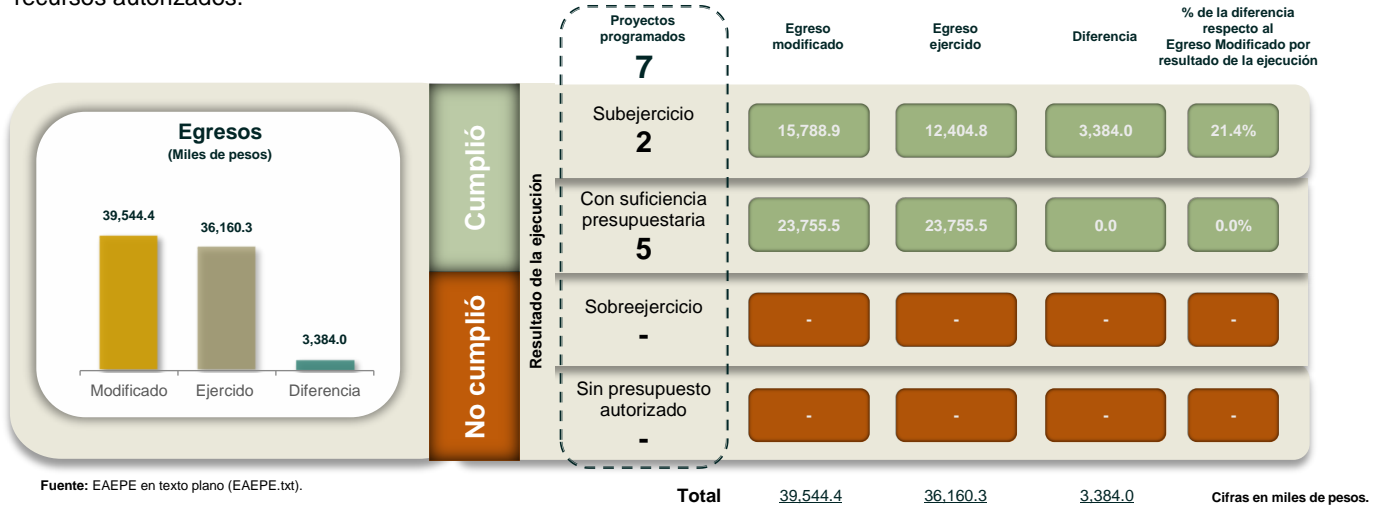 recursos autorizados.
Proyectos
programados
7
Egreso
modificado
Egreso
ejercido
Diferencia
% de la diferencia
respecto al
Egreso Modificado por
resultado de la ejecución
Egresos
(Miles de pesos)
39,544.4
36,160.3
3,384.0
Modificado
Ejercido
Diferencia
Cumplió
No cumplió
Resultado de la ejecución
Subejercicio
2
15,788.9
12,404.8
3,384.0
21.4%
Con suficiencia
presupuestaria
5
23,755.5
23,755.5
0.0
0.0%
Sobreejercicio
-
-
-
-
-
Sin presupuesto
autorizado
-
-
-
-
-
Fuente: EAEPE en texto plano (EAEPE.txt).
Total
39,544.4
36,160.3
3,384.0
Cifras en miles de pesos.